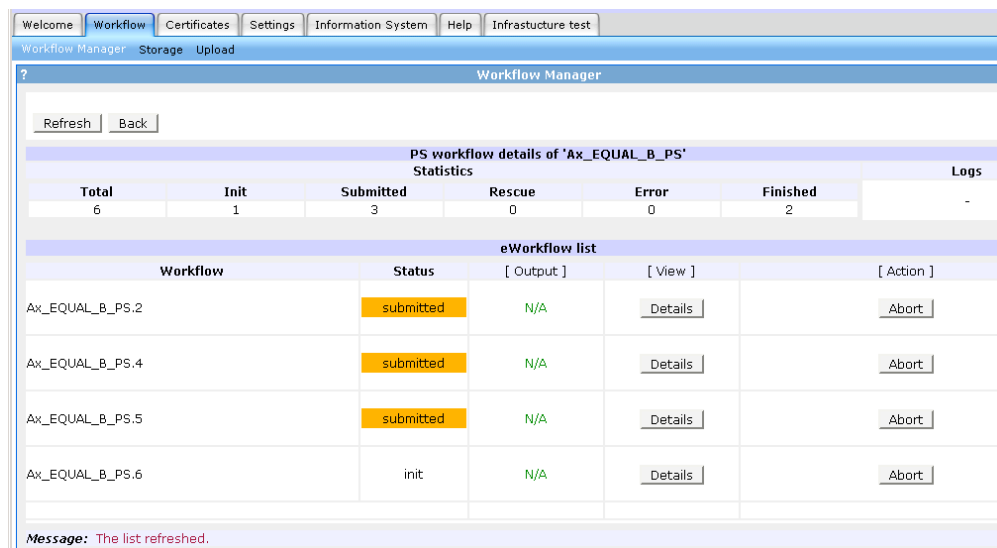 Welcome Workflow Certificates Settings Information System Help Infrastucture test
Workflow Manager Storage Upload
? Workflow Manager
Refresh Back
PS workflow details of 'Ax_EQUAL_B_PS'
Statistics Logs
Total Init Submitted Rescue Error Finished
6 1 3 0 0 2 -
eWorkflow list
Workflow Status [ Output ] [ View ] [ Action ]
Ax_EQUAL_B_PS.2 submitted N/A Details Abort
Ax_EQUAL_B_PS.4 submitted N/A Details Abort
Ax_EQUAL_B_PS.5 submitted N/A Details Abort
Ax_EQUAL_B_PS.6 init N/A Details Abort
Message: The list refreshed.